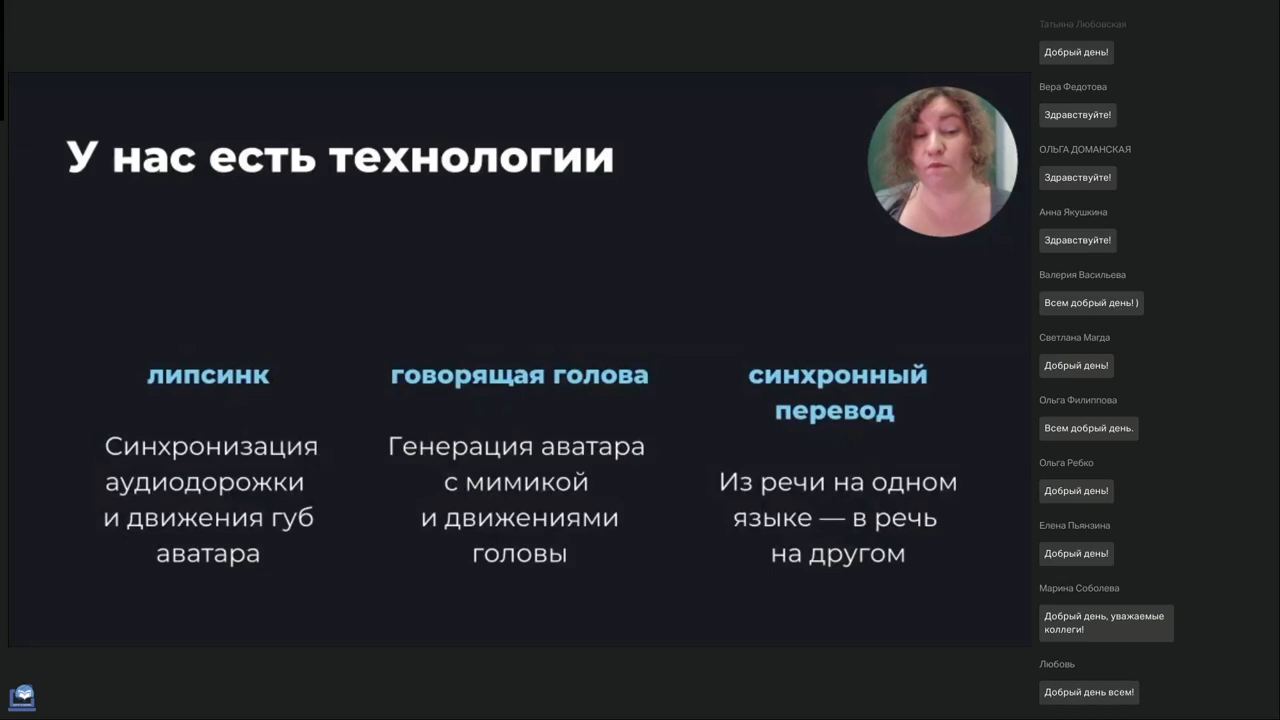 У нас есть технологии
липсинк
Синхронизация
аудиодорожки
и движения губ
аватара
говорящая голова
Генерация аватара
с мимикой
и движениями
головы
синхронный
перевод
Из речи на одном
языке — в речь
на другом
Татьяна Любовская
Добрый день!
Вера Федотова
Здравствуйте!
ОЛЬГА ДОМАНСКАЯ
Здравствуйте!
Анна Якушкина
Здравствуйте!
Валерия Васильева
Всем добрый день! )
Светлана Магда
Добрый день!
Ольга Филиппова
Всем добрый день.
Ольга Ребко
Добрый день!
Елена Пьянзина
Добрый день!
Марина Соболева
Добрый день, уважаемые
коллеги!
Любовь
Добрый день всем!